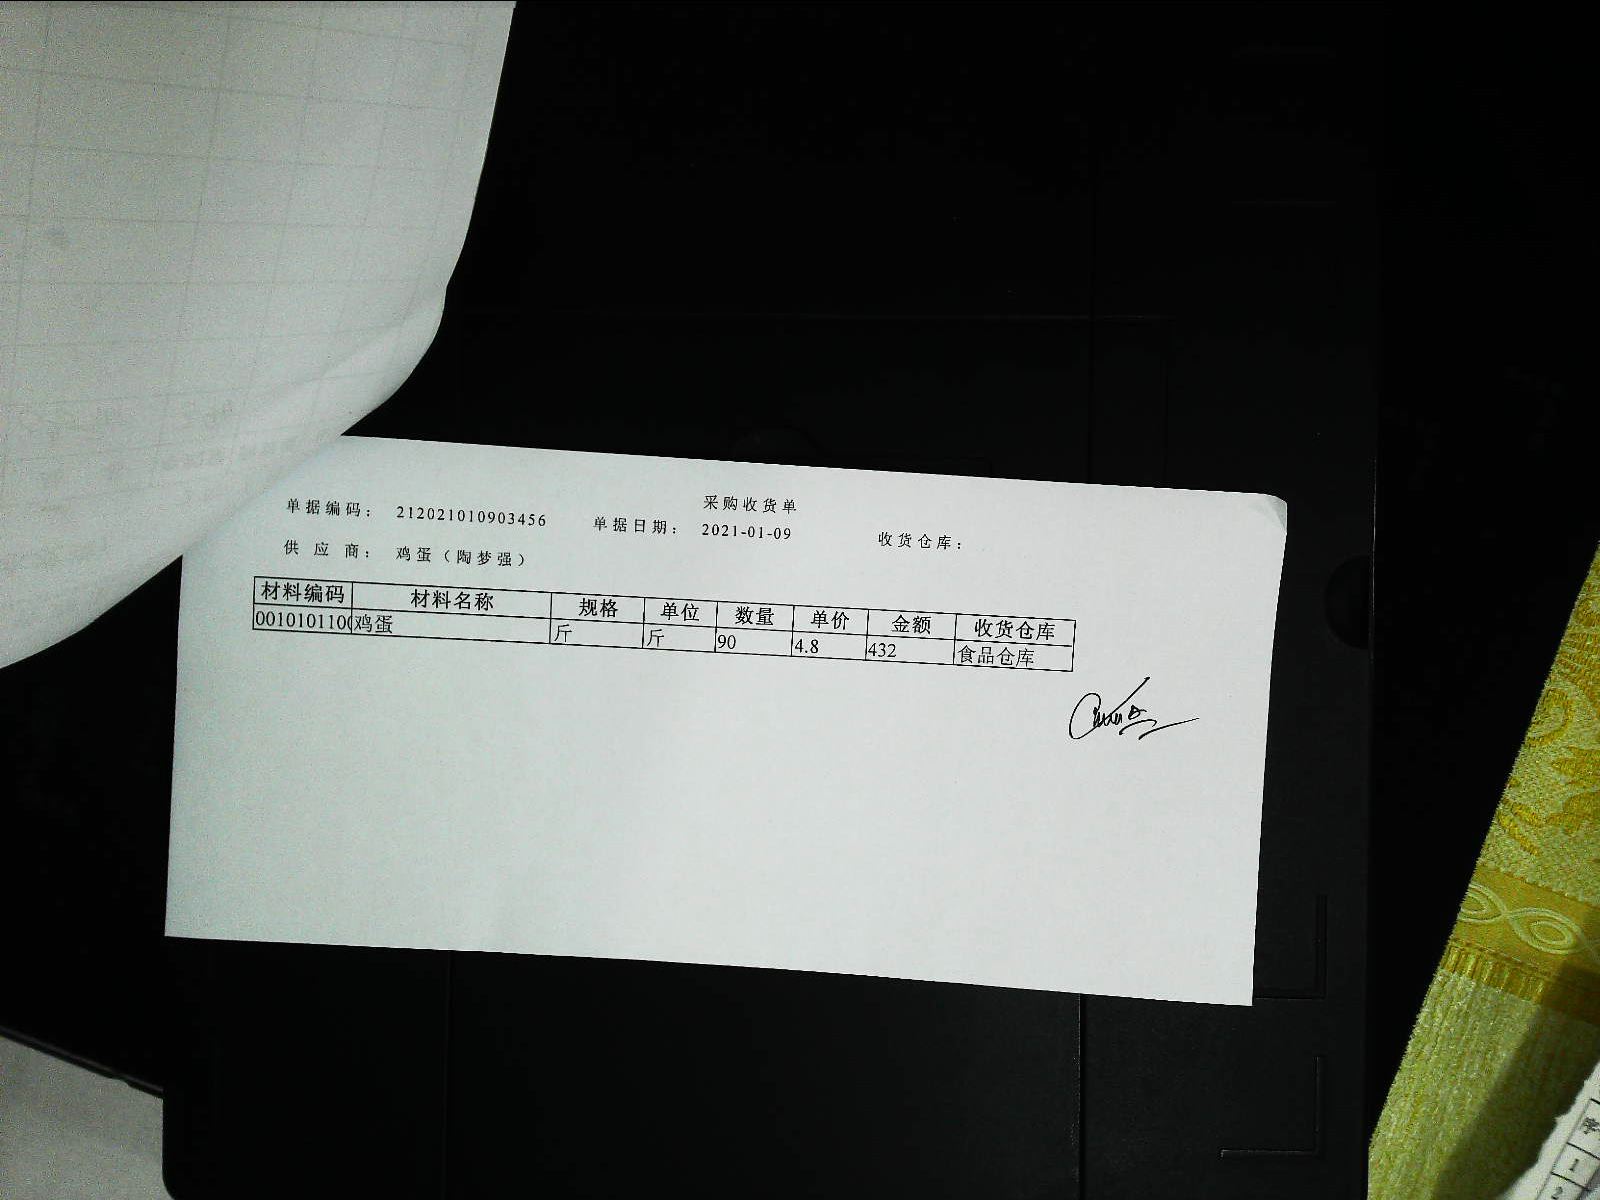 采购收货单
单据编码： 212021010903456 单据日期： 2021-01-09 收货仓库：
供应商： 鸡蛋（陶梦强）
材料编码 材料名称 规格 单位 数量 单价 金额 收货仓库
0010101100 鸡蛋 斤 斤 90 4.8 432 食品仓库
1
2